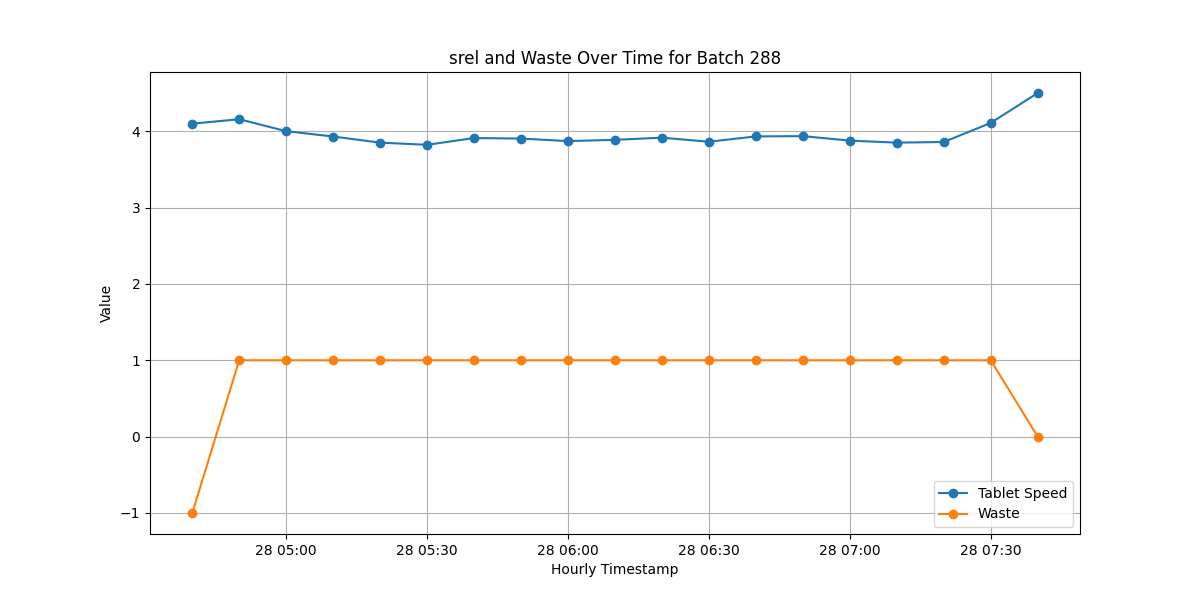 srel and Waste Over Time for Batch 288
Value
4
3
2
1
0
−1
28 05:00
28 05:30
28 06:00
28 06:30
28 07:00
28 07:30
Hourly Timestamp
Tablet Speed
Waste